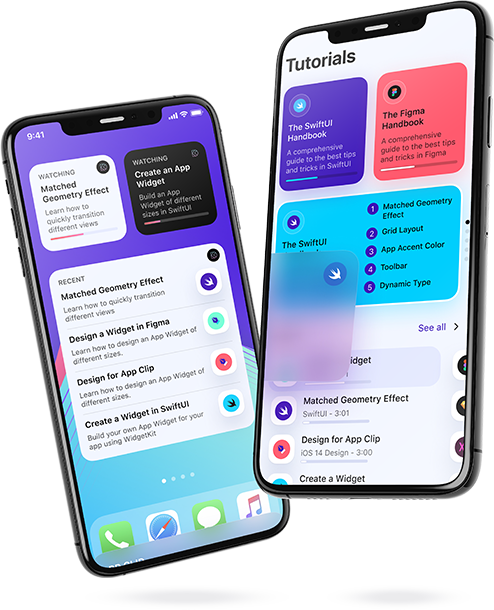 9:41
WATCHING
Matched
Geometry Effect
Learn how to
quickly transition
different views
WATCHING
Create an App
Widget
Build an App
Widget of different
sizes in SwiftUI
RECENT
Matched Geometry Effect
Learn how to quickly transition
different views
Design a Widget in Figma
Learn how to design an App Widget of
different sizes.
Design for App Clip
Learn how to design an App Widget of
different sizes.
Create a Widget in SwiftUI
Build your own App Widget for your
app using WidgetKit
Tutorials
The SwiftUI
Handbook
A comprehensive
guide to the best tips
and tricks in SwiftUI
The Figma
Handbook
A comprehensive
guide to the best tips
and tricks in Figma
The SwiftUI
Handbook
1 Matched Geometry
Effect
2 Grid Layout
3 App Accent Color
4 Toolbar
5 Dynamic Type
See all
Widget
Matched Geometry Effect
SwiftUI - 3:01
Design for App Clip
iOS 14 Design - 3:00
Create a Widget